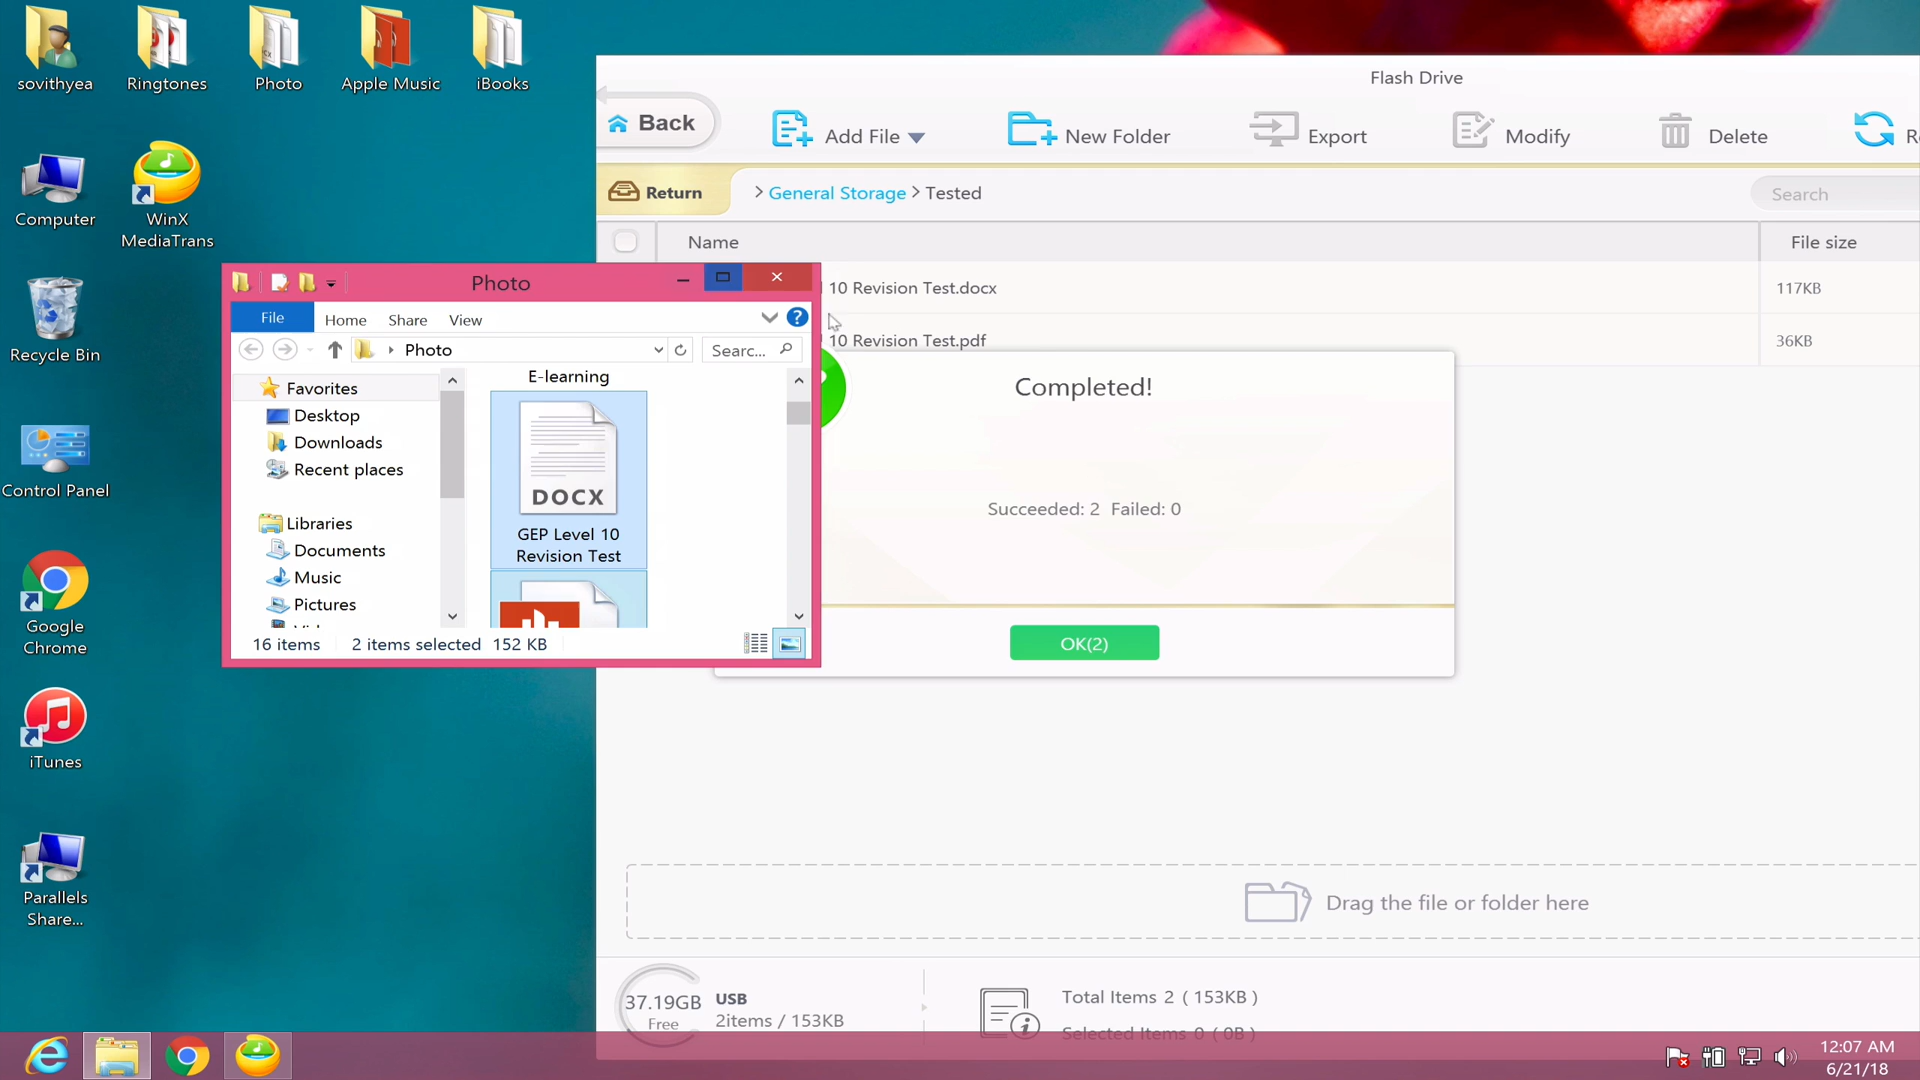 sovithyea
Ringtones
Photo
Apple Music
iBooks
Computer
WinX
MediaTrans
Recycle Bin
Control Panel
Google
Chrome
iTunes
Parallels
Share...
Flash Drive
Back
Add File
New Folder
Export
Modify
Delete
Return
> General Storage > Tested
Search
Name
File size
10 Revision Test.docx
117KB
10 Revision Test.pdf
36KB
Photo
File
Home
Share
View
Photo
Searc...
Favorites
Desktop
Downloads
Recent places
Libraries
Documents
Music
Pictures
E-learning
DOCX
GEP Level 10
Revision Test
16 items
2 items selected 152 KB
Completed!
Succeeded: 2 Failed: 0
OK(2)
Drag the file or folder here
37.19GB
Free
USB
2items / 153KB
Total Items 2 ( 153KB )
Selected Items 0 ( 0B )
12:07 AM
6/21/18